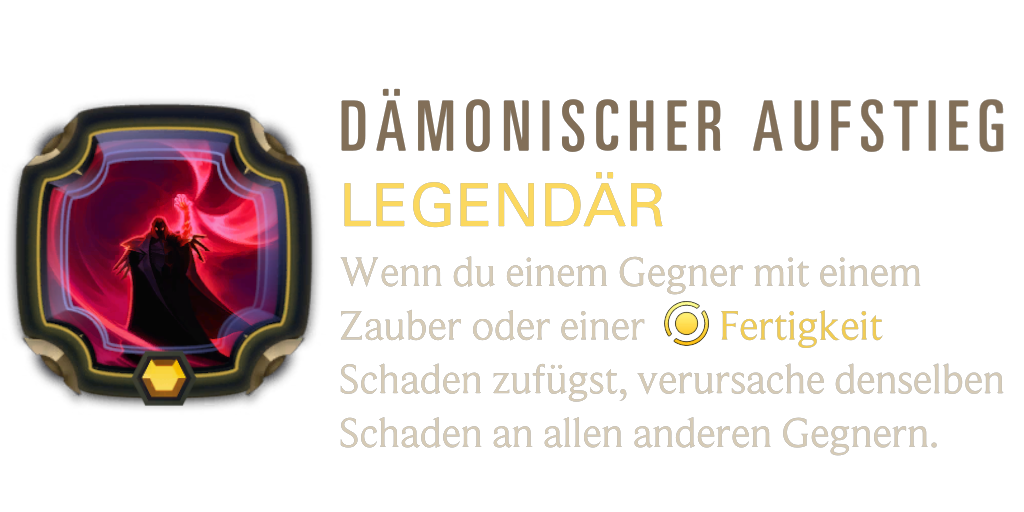 DÄMONISCHER AUFSTIEG
LEGENDÄR
Wenn du einem Gegner mit einem
Zauber oder einer Fertigkeit
Schaden zufügst, verursache denselben
Schaden an allen anderen Gegnern.